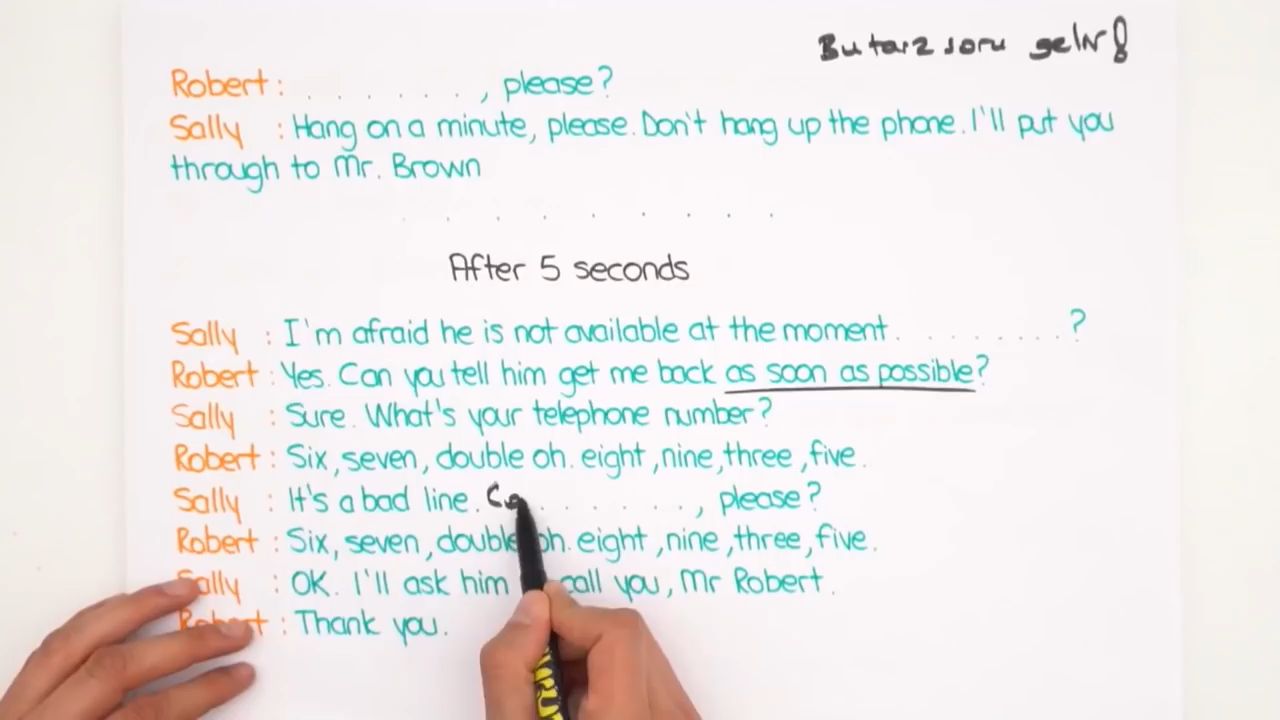 Bu tarz soru gelir!
Robert: . . . . . . . , please?
Sally : Hang on a minute, please. Don't hang up the phone. I'll put you
through to Mr. Brown
. . . . . . . .
After 5 seconds
Sally : I'm afraid he is not available at the moment. . . . . . . . ?
Robert: Yes. Can you tell him get me back as soon as possible?
Sally : Sure. What's your telephone number?
Robert: Six, seven, double oh. eight, nine, three, five.
Sally : It's a bad line. Co . . . . . . , please?
Robert: Six, seven, double oh. eight, nine, three, five.
Sally : OK. I'll ask him call you, Mr Robert.
Robert: Thank you.